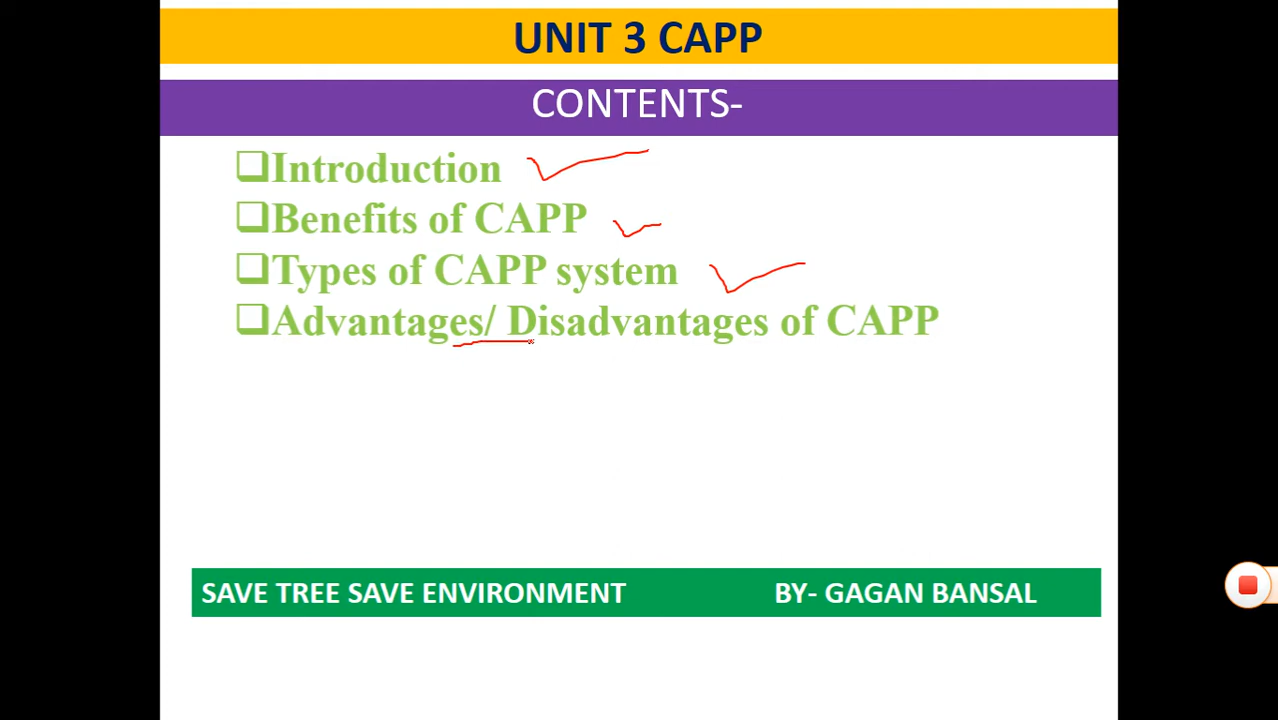 UNIT 3 CAPP
CONTENTS-
❑Introduction
❑Benefits of CAPP
❑Types of CAPP system
❑Advantages/ Disadvantages of CAPP
SAVE TREE SAVE ENVIRONMENT BY- GAGAN BANSAL